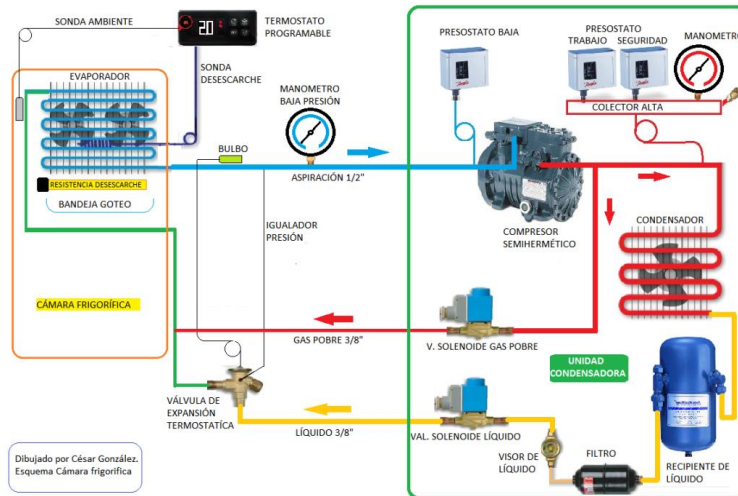 SONDA AMBIENTE
20
TERMOSTATO
PROGRAMABLE
PRESOSTATO BAJA
PRESOSTATO
TRABAJO
SEGURIDAD
MANOMETRO
COLECTOR ALTA
EVAPORADOR
SONDA
DESESCARCHE
MANOMETRO
BAJA PRESIÓN
BULBO
ASPIRACIÓN 1/2"
RESISTENCIA DESESCARCHE
BANDEJA GOTEO
IGUALADOR
PRESIÓN
COMPRESOR
SEMIHERMÉTICO
CONDENSADOR
CÁMARA FRIGORÍFICA
GAS POBRE 3/8"
V. SOLENOIDE GAS POBRE
UNIDAD
CONDENSADORA
VÁLVULA DE
EXPANSIÓN
TERMOSTATÍCA
LÍQUIDO 3/8"
VAL. SOLENOIDE LÍQUIDO
VISOR DE
LÍQUIDO
FILTRO
RECIPIENTE DE
LÍQUIDO
Dibujado por César González.
Esquema Cámara frigorifica